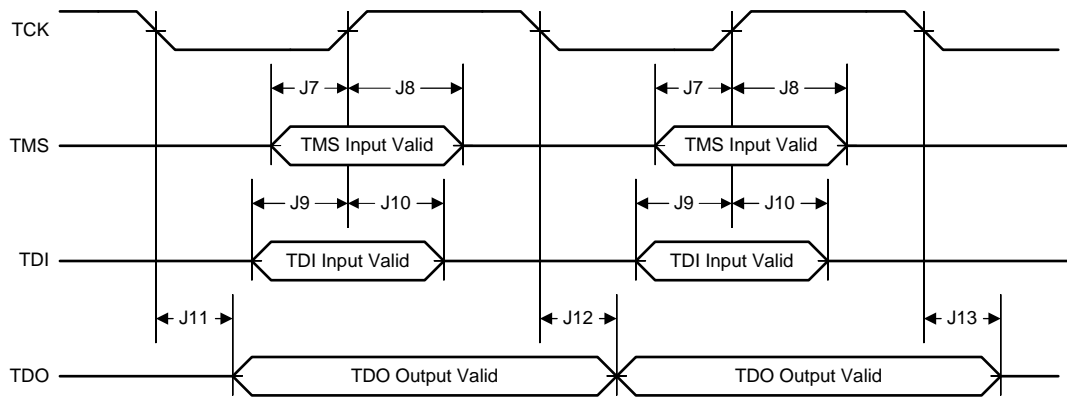 TCK
J7 J8 J7 J8
TMS TMS Input Valid TMS Input Valid
J9 J10 J9 J10
TDI TDI Input Valid TDI Input Valid
J11 J12 J13
TDO TDO Output Valid TDO Output Valid